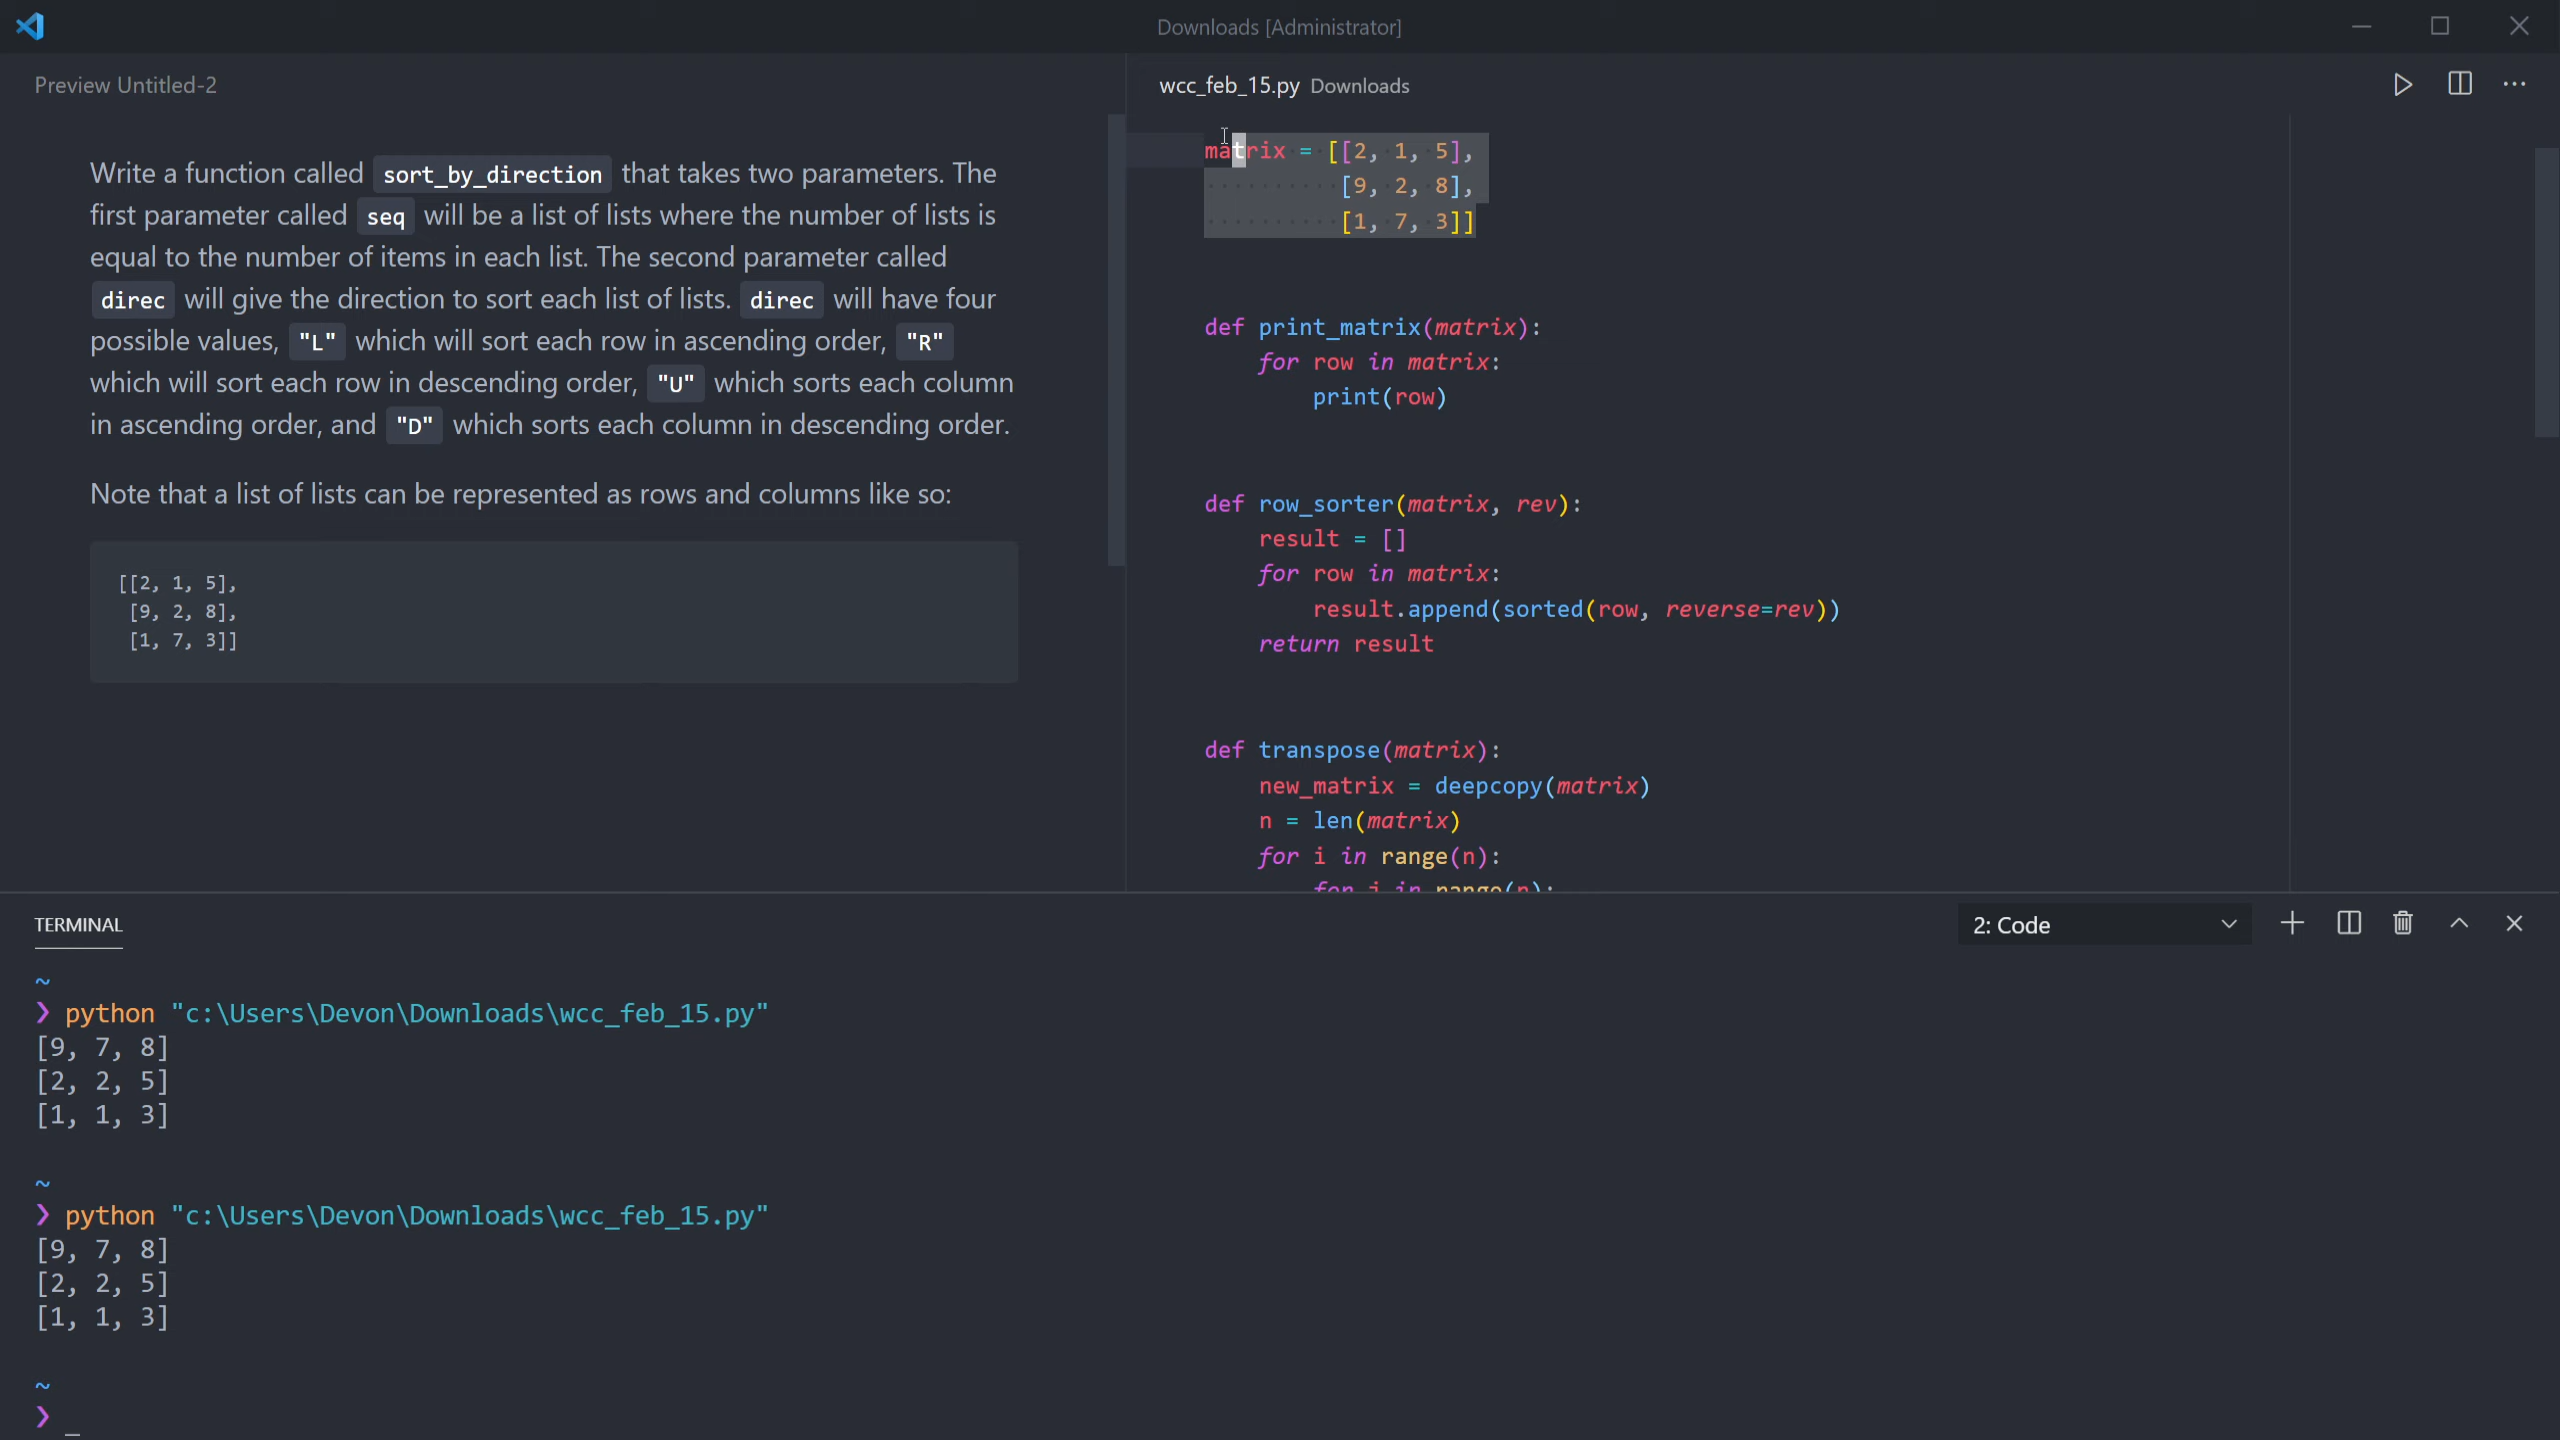 Downloads [Administrator]
Preview Untitled-2
Write a function called sort_by_direction that takes two parameters. The
first parameter called seq will be a list of lists where the number of lists is
equal to the number of items in each list. The second parameter called
direc will give the direction to sort each list of lists. direc will have four
possible values, "L" which will sort each row in ascending order, "R"
which will sort each row in descending order, "U" which sorts each column
in ascending order, and "D" which sorts each column in descending order.
Note that a list of lists can be represented as rows and columns like so:
[[2, 1, 5],
[9, 2, 8],
[1, 7, 3]]
wcc_feb_15.py Downloads
matrix = [[2, 1, 5],
[9, 2, 8],
[1, 7, 3]]
def print_matrix(matrix):
for row in matrix:
print(row)
def row_sorter(matrix, rev):
result = []
for row in matrix:
result.append(sorted(row, reverse=rev))
return result
def transpose(matrix):
new_matrix = deepcopy(matrix)
n = len(matrix)
for i in range(n):
for j in range(n):
TERMINAL
2: Code
~
❯ python "c:\Users\Devon\Downloads\wcc_feb_15.py"
[9, 7, 8]
[2, 2, 5]
[1, 1, 3]
~
❯ python "c:\Users\Devon\Downloads\wcc_feb_15.py"
[9, 7, 8]
[2, 2, 5]
[1, 1, 3]
~
❯ _